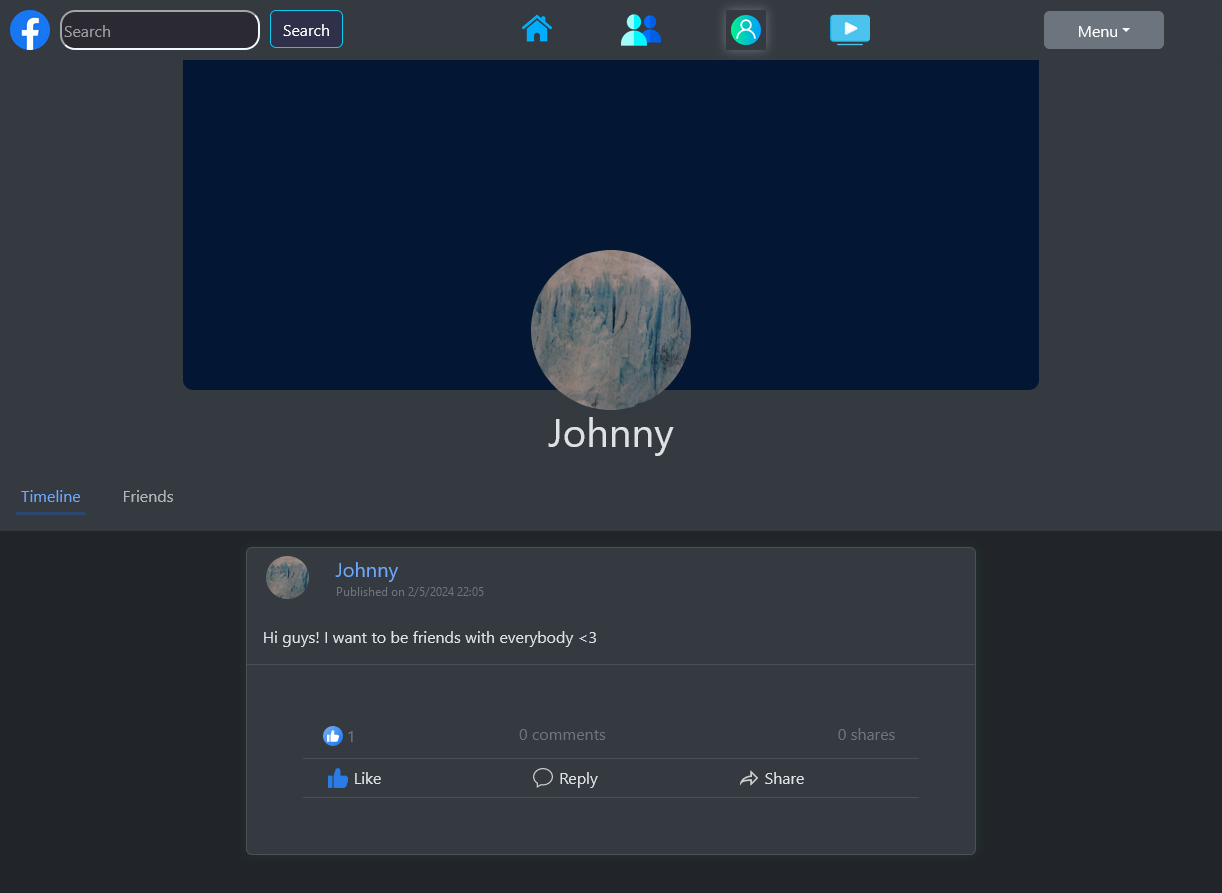 Search
Search
Menu
Johnny
Timeline
Friends
Johnny
Published on 2/5/2024 22:05
Hi guys! I want to be friends with everybody <3
1
0 comments
0 shares
Like
Reply
Share